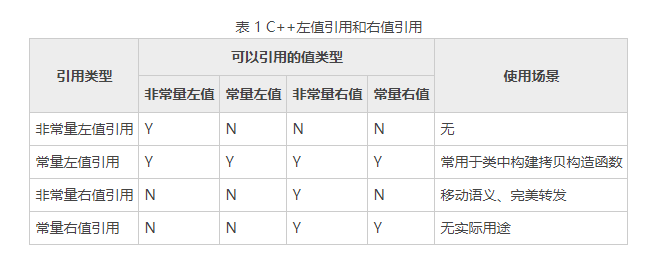 表 1 C++左值引用和右值引用
引用类型 可以引用的值类型 使用场景
非常量左值 常量左值 非常量右值 常量右值
非常量左值引用 Y N N N 无
常量左值引用 Y Y Y Y 常用于类中构建拷贝构造函数
非常量右值引用 N N Y N 移动语义、完美转发
常量右值引用 N N Y Y 无实际用途